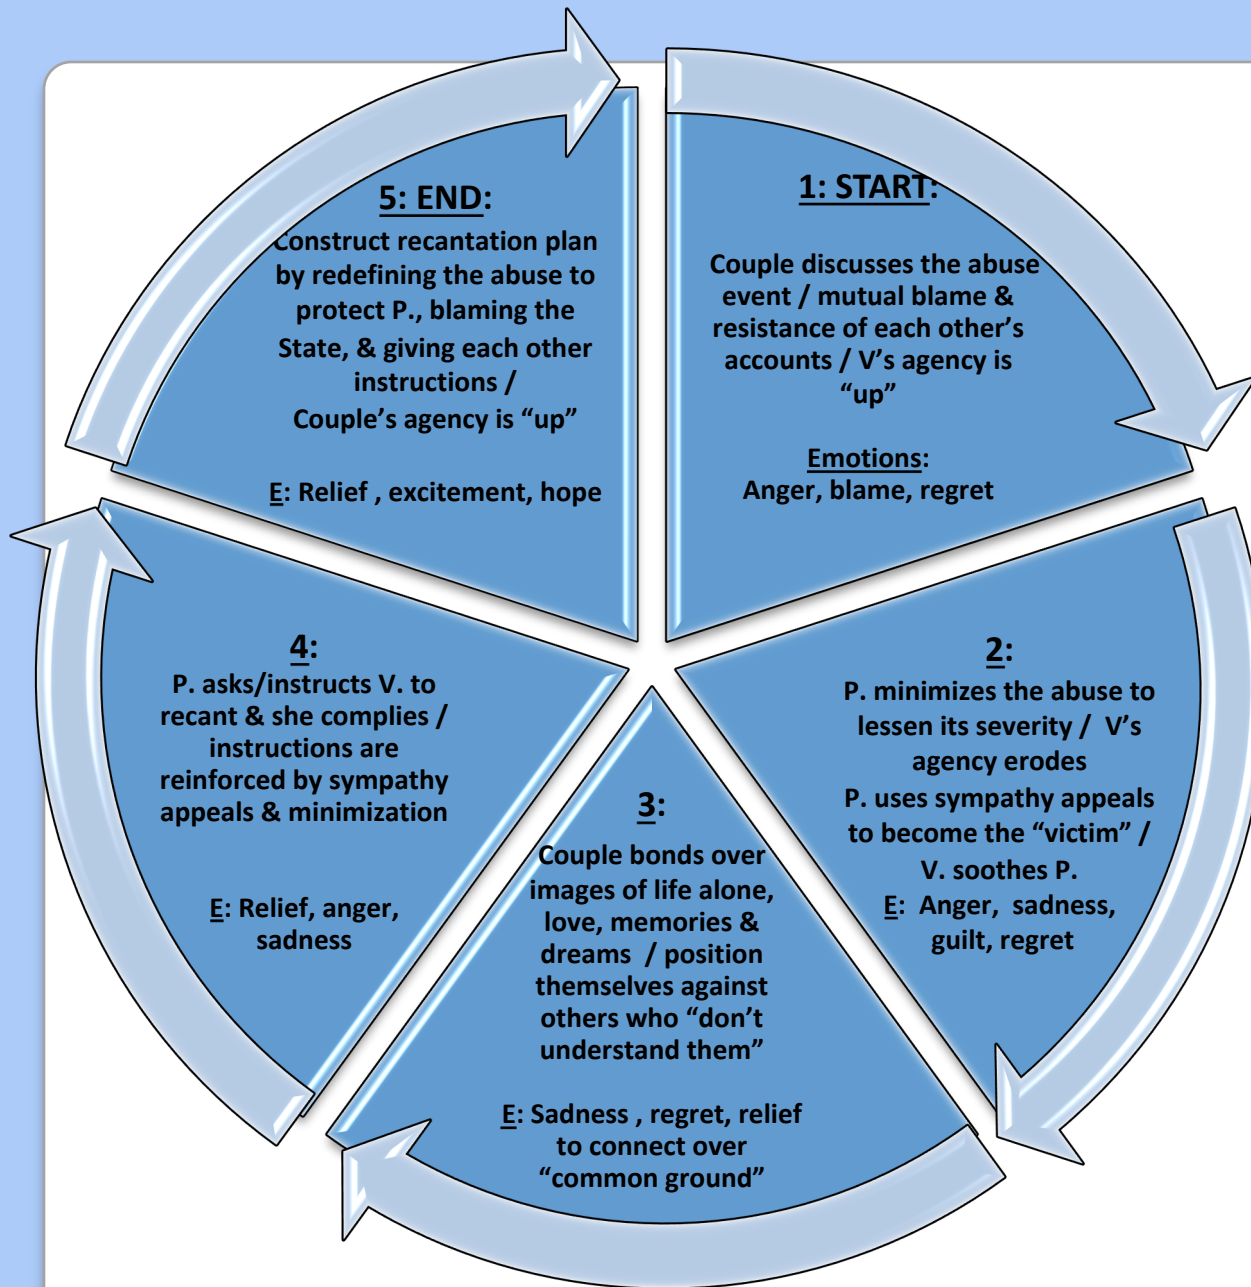 1: START:
Couple discusses the abuse
event / mutual blame &
resistance of each other’s
accounts / V’s agency is
“up”
Emotions:
Anger, blame, regret
2:
P. minimizes the abuse to
lessen its severity / V’s
agency erodes
P. uses sympathy appeals
to become the “victim” /
V. soothes P.
E: Anger, sadness,
guilt, regret
3:
Couple bonds over
images of life alone,
love, memories &
dreams / position
themselves against
others who “don’t
understand them”
E: Sadness , regret, relief
to connect over
“common ground”
4:
P. asks/instructs V. to
recant & she complies /
instructions are
reinforced by sympathy
appeals & minimization
E: Relief, anger,
sadness
5: END:
Construct recantation plan
by redefining the abuse to
protect P., blaming the
State, & giving each other
instructions /
Couple’s agency is “up”
E: Relief , excitement, hope